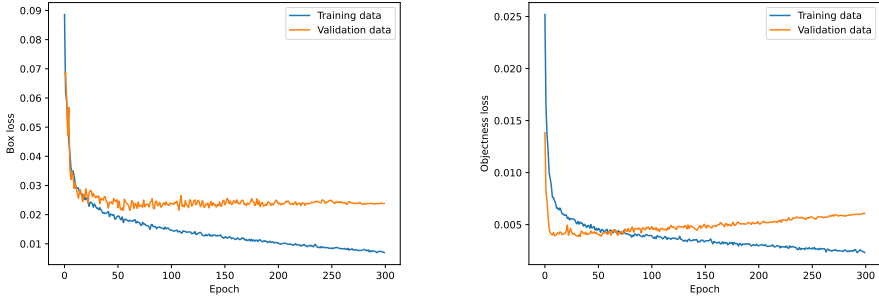 0.09
0.08
0.07
0.06
0.05
0.04
0.03
0.02
0.01
Box loss
0 50 100 150 200 250 300
Epoch
Training data
Validation data
0.025
0.020
0.015
0.010
0.005
Objectness loss
0 50 100 150 200 250 300
Epoch
Training data
Validation data